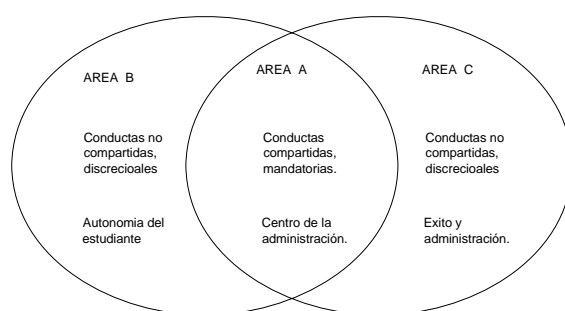 AREA B
Conductas no
compartidas,
discrecioales
Autonomia del
estudiante
AREA A
Conductas
compartidas,
mandatorias.
Centro de la
administración.
AREA C
Conductas no
compartidas,
discrecioales
Exito y
administración.